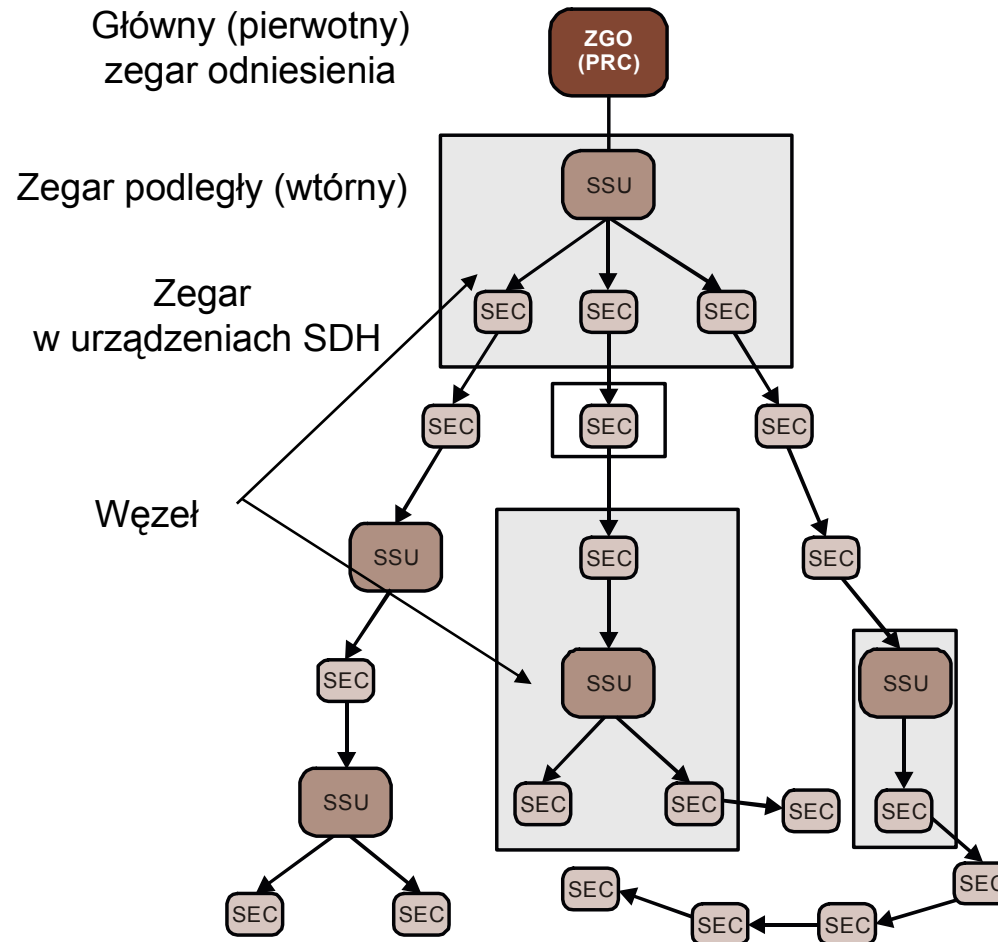 Główny (pierwotny)
zegar odniesienia
ZGO
(PRC)
Zegar podległy (wtórny)
SSU
Zegar
w urządzeniach SDH
SEC
SEC
SEC
SEC
SEC
SEC
Węzeł
SSU
SEC
SEC
SEC
SSU
SSU
SSU
SEC
SEC
SEC
SEC
SEC
SEC
SEC
SEC
SEC
SEC
SEC